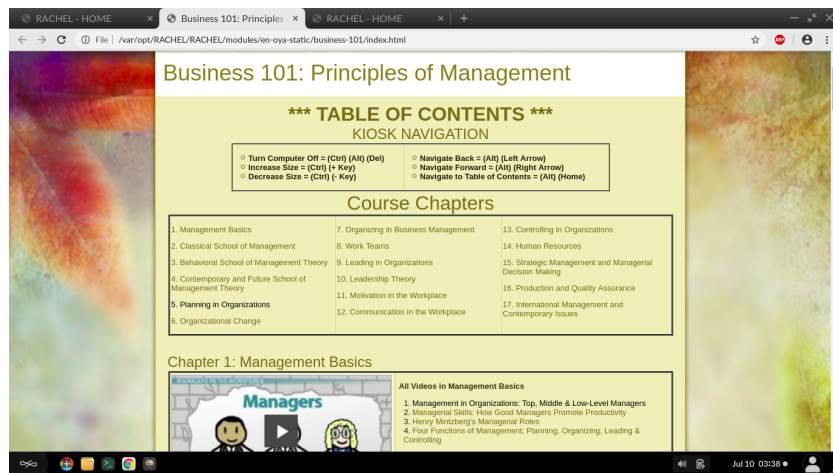 RACHEL - HOME
Business 101: Principles
RACHEL - HOME
File | /var/opt/RACHEL/RACHEL/modules/en-oya-static/business-101/index.html
ABP
Business 101: Principles of Management
*** TABLE OF CONTENTS ***
KIOSK NAVIGATION
Turn Computer Off = (Ctrl) (Alt) (Del)
Increase Size = (Ctrl) (+ Key)
Decrease Size = (Ctrl) (- Key)
Navigate Back = (Alt) (Left Arrow)
Navigate Forward = (Alt) (Right Arrow)
Navigate to Table of Contents = (Alt) (Home)
Course Chapters
1. Management Basics
2. Classical School of Management
3. Behavioral School of Management Theory
4. Contemporary and Future School of
Management Theory
5. Planning in Organizations
6. Organizational Change
7. Organizing in Business Management
8. Work Teams
9. Leading in Organizations
10. Leadership Theory
11. Motivation in the Workplace
12. Communication in the Workplace
13. Controlling in Organizations
14. Human Resources
15. Strategic Management and Managerial
Decision Making
16. Production and Quality Assurance
17. International Management and
Contemporary Issues
Chapter 1: Management Basics
MANAGERS IN THE WORKFORCE
Managers
All Videos in Management Basics
1. Management in Organizations: Top, Middle & Low-Level Managers
2. Managerial Skills: How Good Managers Promote Productivity
3. Henry Mintzberg's Managerial Roles
4. Four Functions of Management: Planning, Organizing, Leading &
Controlling
Jul 10 03:38